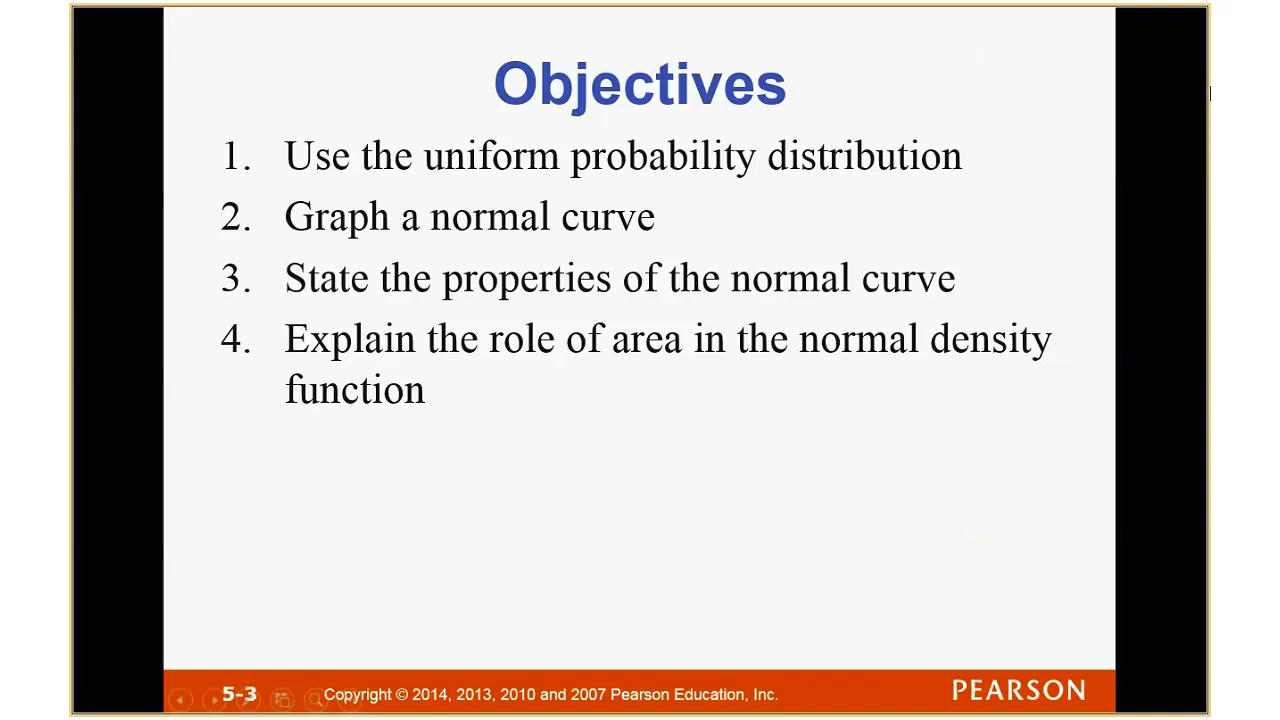 Objectives
1. Use the uniform probability distribution
2. Graph a normal curve
3. State the properties of the normal curve
4. Explain the role of area in the normal density
function
5-3 Copyright © 2014, 2013, 2010 and 2007 Pearson Education, Inc. PEARSON